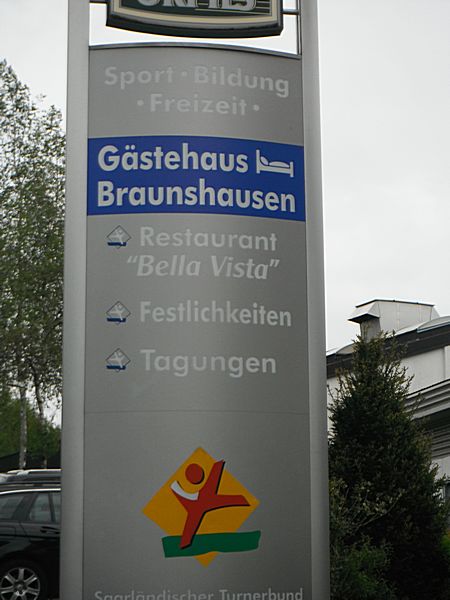 Sport · Bildung
· Freizeit ·
Gästehaus
Braunshausen
Restaurant
"Bella Vista"
Festlichkeiten
Tagungen
Saarländischer Turnerbund